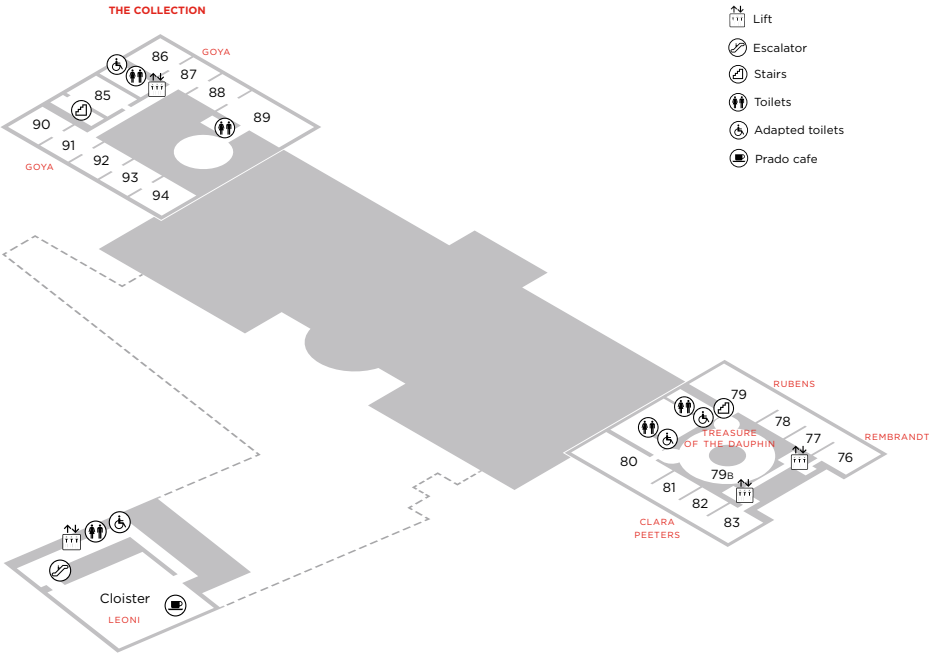 THE COLLECTION
Lift
Escalator
Stairs
Toilets
Adapted toilets
Prado cafe
GOYA
86
87
88
89
85
90
91
92
93
94
GOYA
79
RUBENS
78
77
REMBRANDT
76
TREASURE
OF THE DAUPHIN
79B
80
81
82
83
CLARA
PEETERS
Cloister
LEONI